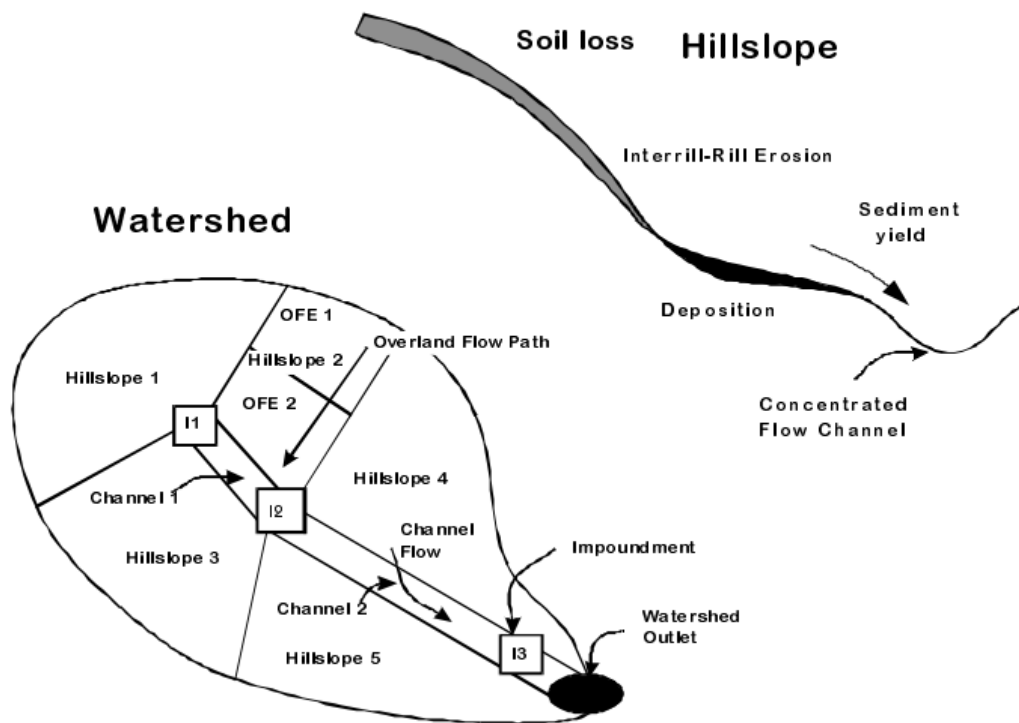 Soil loss
Hillslope
Interrill-Rill Erosion
Sediment
yield
Watershed
Deposition
OFE 1
Overland Flow Path
Hillslope 2
Hillslope 1
OFE 2
Concentrated
Flow Channel
I1
Hillslope 4
Channel 1
I2
Channel
Flow
Impoundment
Hillslope 3
Channel 2
Watershed
Outlet
Hillslope 5
I3